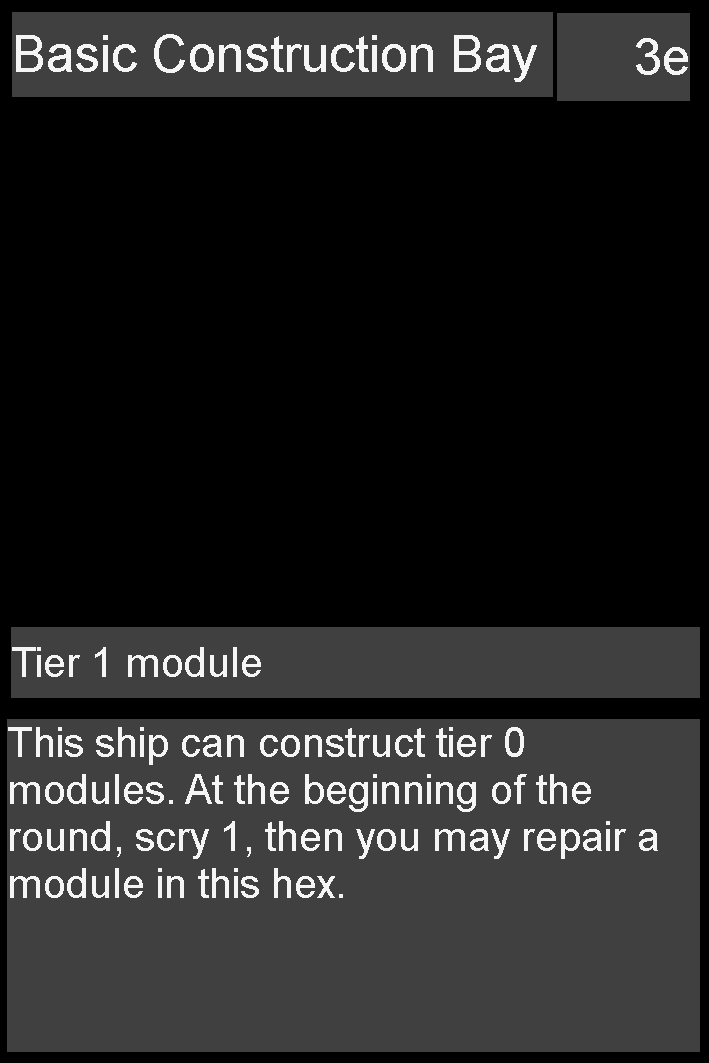 Basic Construction Bay 3e
Tier 1 module
This ship can construct tier 0
modules. At the beginning of the
round, scry 1, then you may repair a
module in this hex.